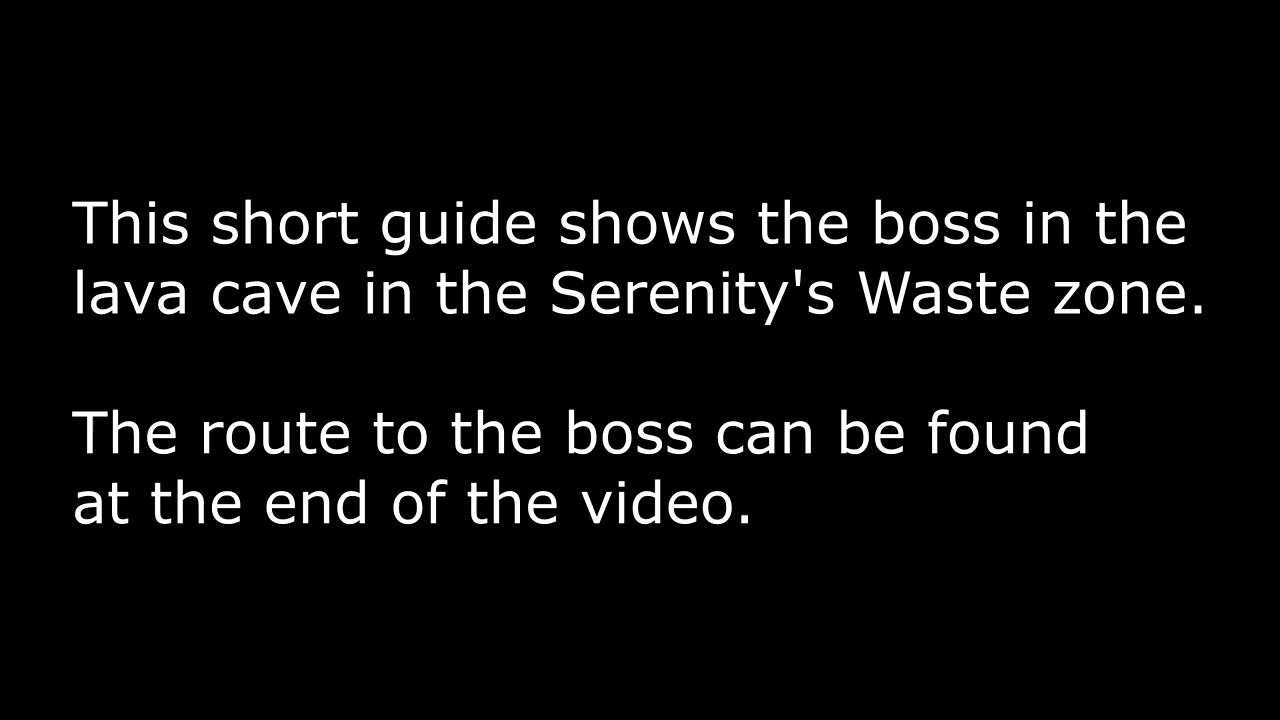 This short guide shows the boss in the
lava cave in the Serenity's Waste zone.
The route to the boss can be found
at the end of the video.